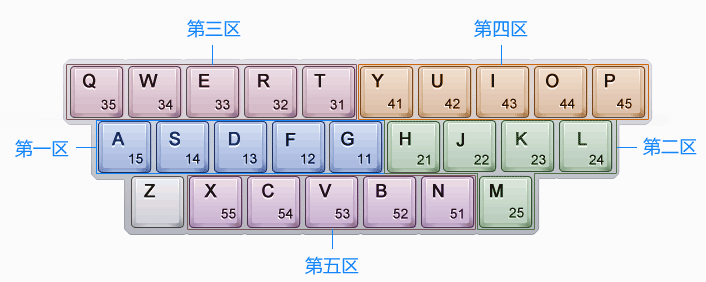 第三区 第四区
Q 35 W 34 E 33 R 32 T 31 Y 41 U 42 I 43 O 44 P 45
第一区 A 15 S 14 D 13 F 12 G 11 H 21 J 22 K 23 L 24 第二区
Z X 55 C 54 V 53 B 52 N 51 M 25
第五区